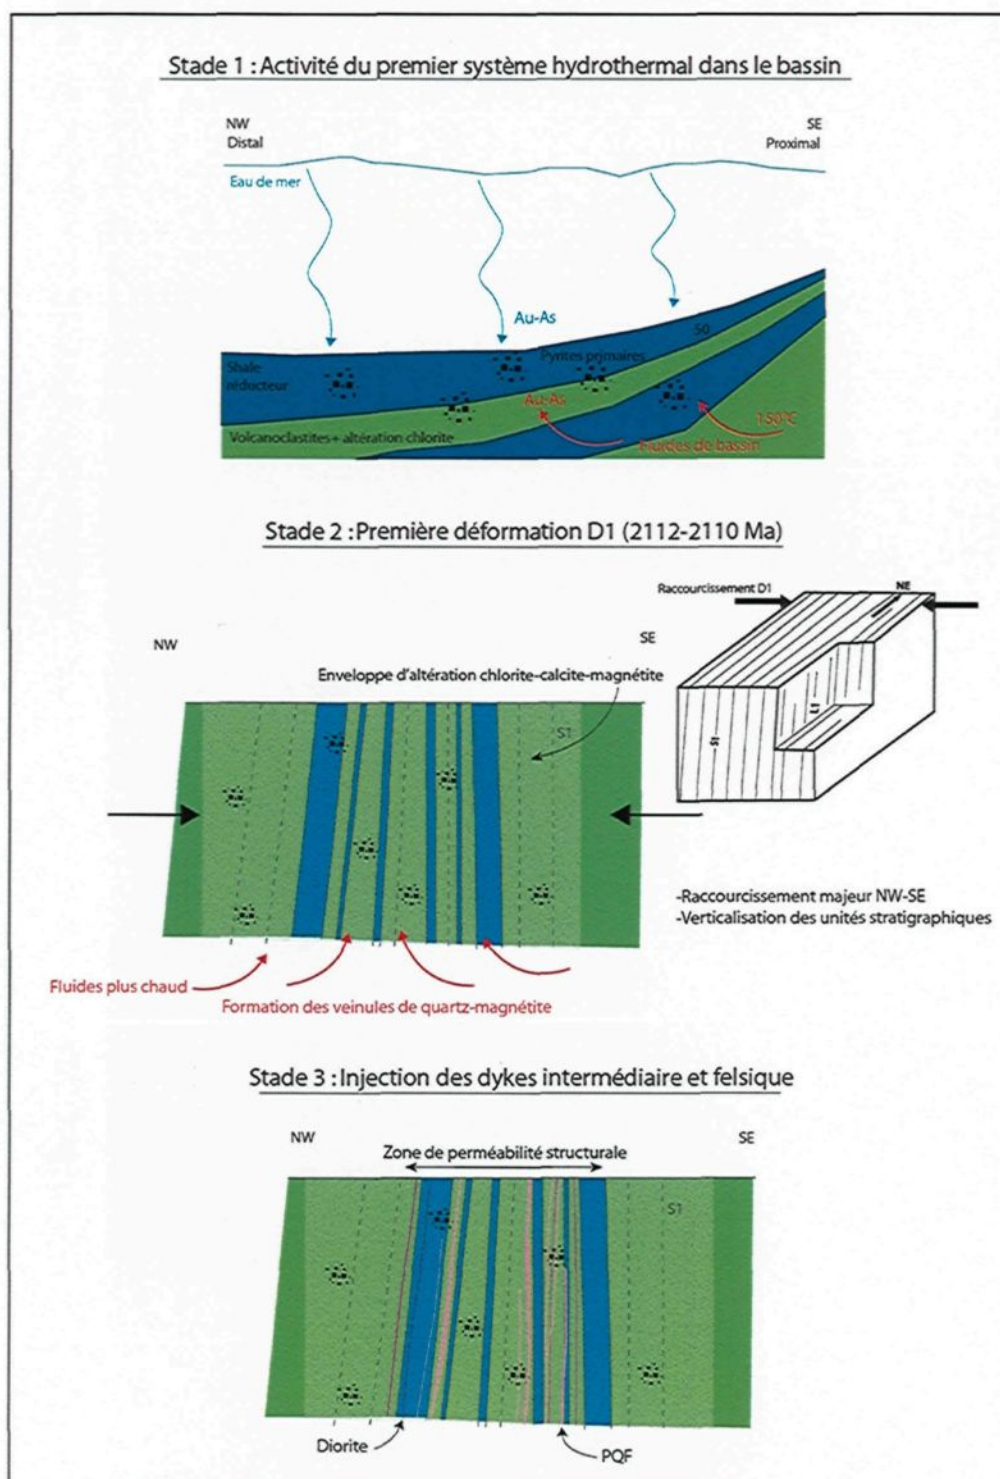 Stade 1 : Activité du premier système hydrothermal dans le bassin
NW
Distal
SE
Proximal
Eau de mer
Au-As
S0
Shale
réducteur
Pyrites primaires
Au-As
150°C
Volcanoclastites+ altération chlorite
Fluides de bassin
Stade 2 : Première déformation D1 (2112-2110 Ma)
Raccourcissement D1
NE
NW
SE
Enveloppe d'altération chlorite-calcite-magnétite
S1
L1
S1
-Raccourcissement majeur NW-SE
-Verticalisation des unités stratigraphiques
Fluides plus chaud
Formation des veinules de quartz-magnétite
Stade 3 : Injection des dykes intermédiaire et felsique
NW
SE
Zone de perméabilité structurale
S1
Diorite
PQF